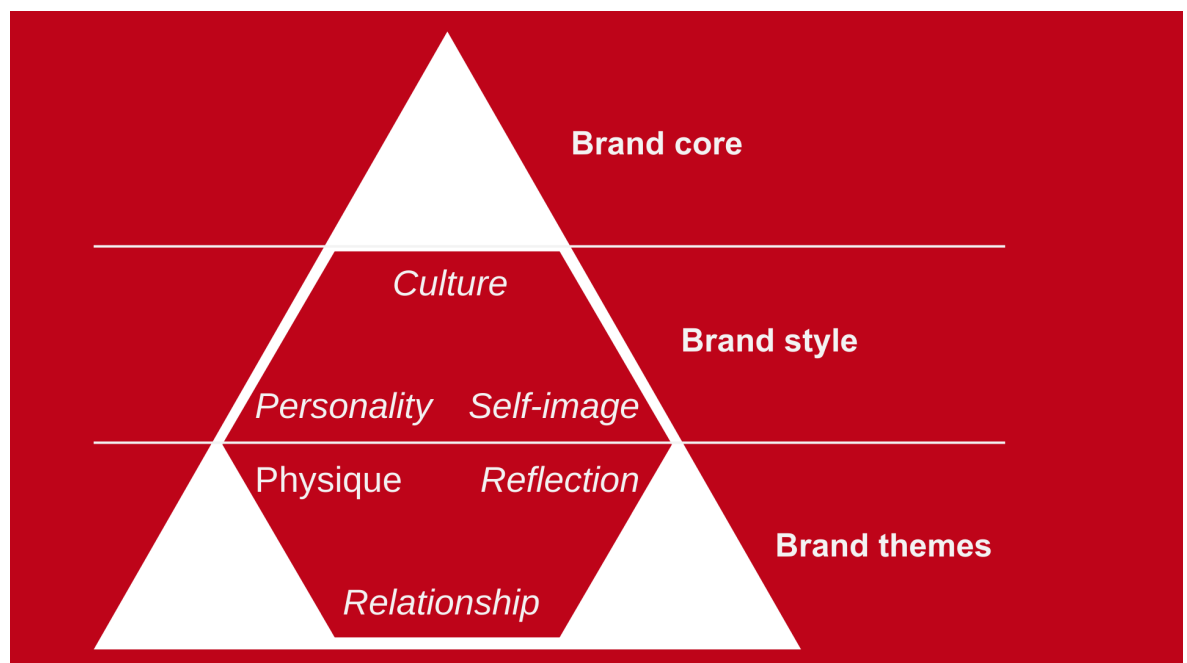 Brand core
Culture
Brand style
Personality Self-image
Physique Reflection
Brand themes
Relationship